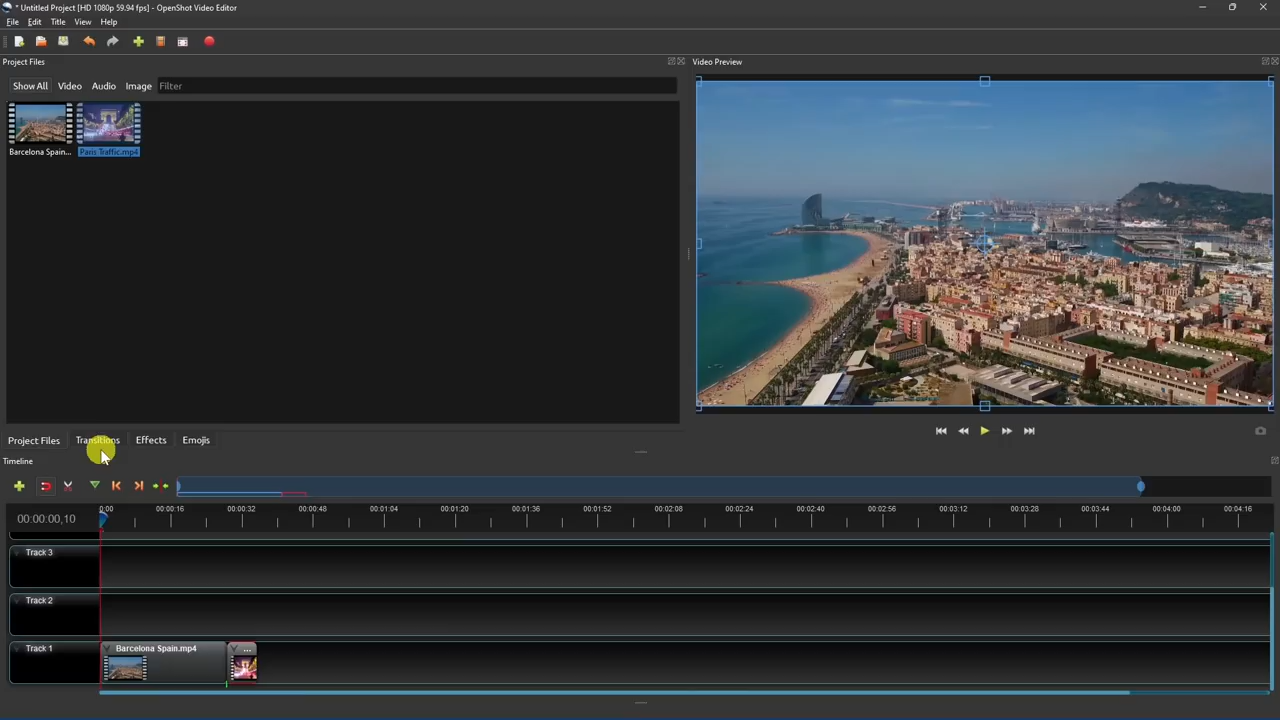 * Untitled Project [HD 1080p 59.94 fps] - OpenShot Video Editor
File Edit Title View Help
Project Files
Video Preview
Show All Video Audio Image Filter
Barcelona Spain...
Paris Traffic.mp4
Project Files Transitions Effects Emojis
Timeline
00:00:00,10
0:00 00:00:16 00:00:32 00:00:48 00:01:04 00:01:20 00:01:36 00:01:52 00:02:08 00:02:24 00:02:40 00:02:56 00:03:12 00:03:28 00:03:44 00:04:00 00:04:16
Track 3
Track 2
Track 1
Barcelona Spain.mp4
...